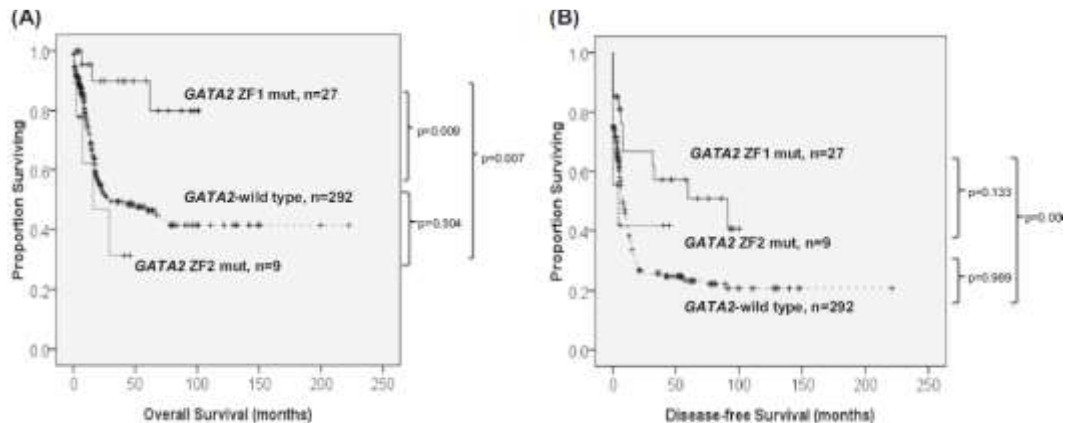 (A)
1.0
0.8
0.6
0.4
0.2
0.0
Proportion Surviving
GATA2 ZF1 mut, n=27
GATA2-wild type, n=292
GATA2 ZF2 mut, n=9
0 50 100 150 200 250
Overall Survival (months)
p=0.009
p=0.007
(B)
1.0
0.8
0.6
0.4
0.2
0.0
Proportion Surviving
GATA2 ZF1 mut, n=27
GATA2 ZF2 mut, n=9
GATA2-wild type, n=292
0 50 100 150 200 250
Disease-free Survival (months)
p=0.133